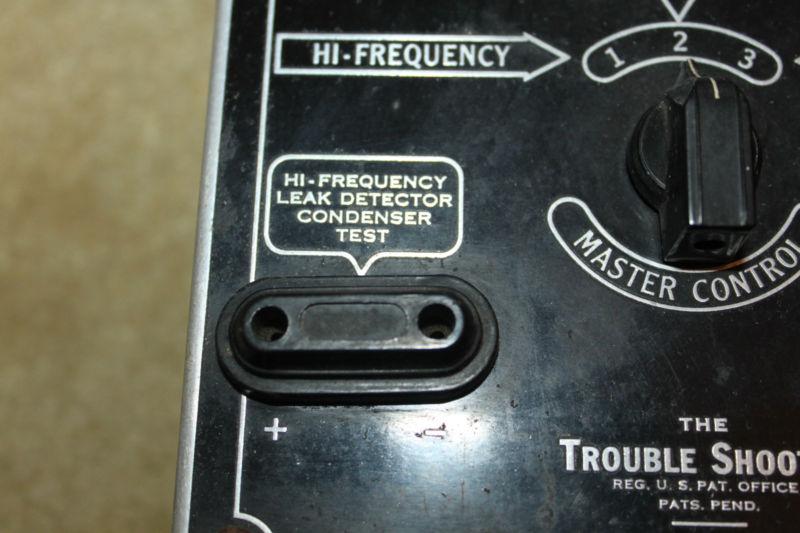 HI-FREQUENCY
1 2 3
HI-FREQUENCY
LEAK DETECTOR
CONDENSER
TEST
MASTER CONTROL
+ -
THE
TROUBLE SHOOT
REG. U. S. PAT. OFFICE
PATS. PEND.